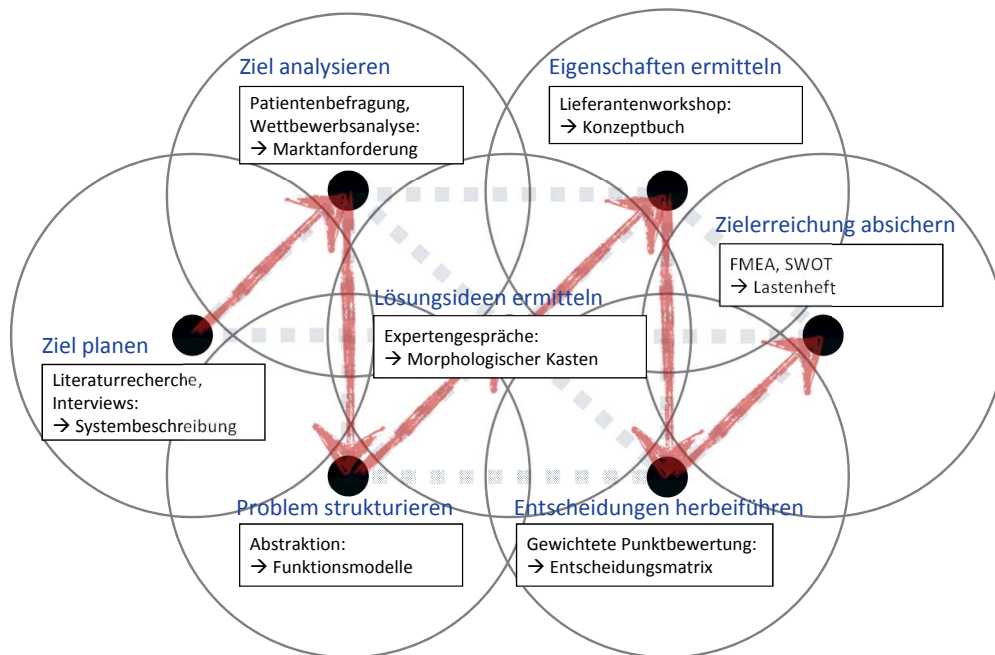 Ziel analysieren
Patientenbefragung,
Wettbewerbsanalyse:
→ Marktanforderung
Eigenschaften ermitteln
Lieferantenworkshop:
→ Konzeptbuch
Zielerreichung absichern
FMEA, SWOT
→ Lastenheft
Lösungsideen ermitteln
Expertengespräche:
→ Morphologischer Kasten
Ziel planen
Literaturrecherche,
Interviews:
→ Systembeschreibung
Problem strukturieren
Abstraktion:
→ Funktionsmodelle
Entscheidungen herbeiführen
Gewichtete Punktbewertung:
→ Entscheidungsmatrix